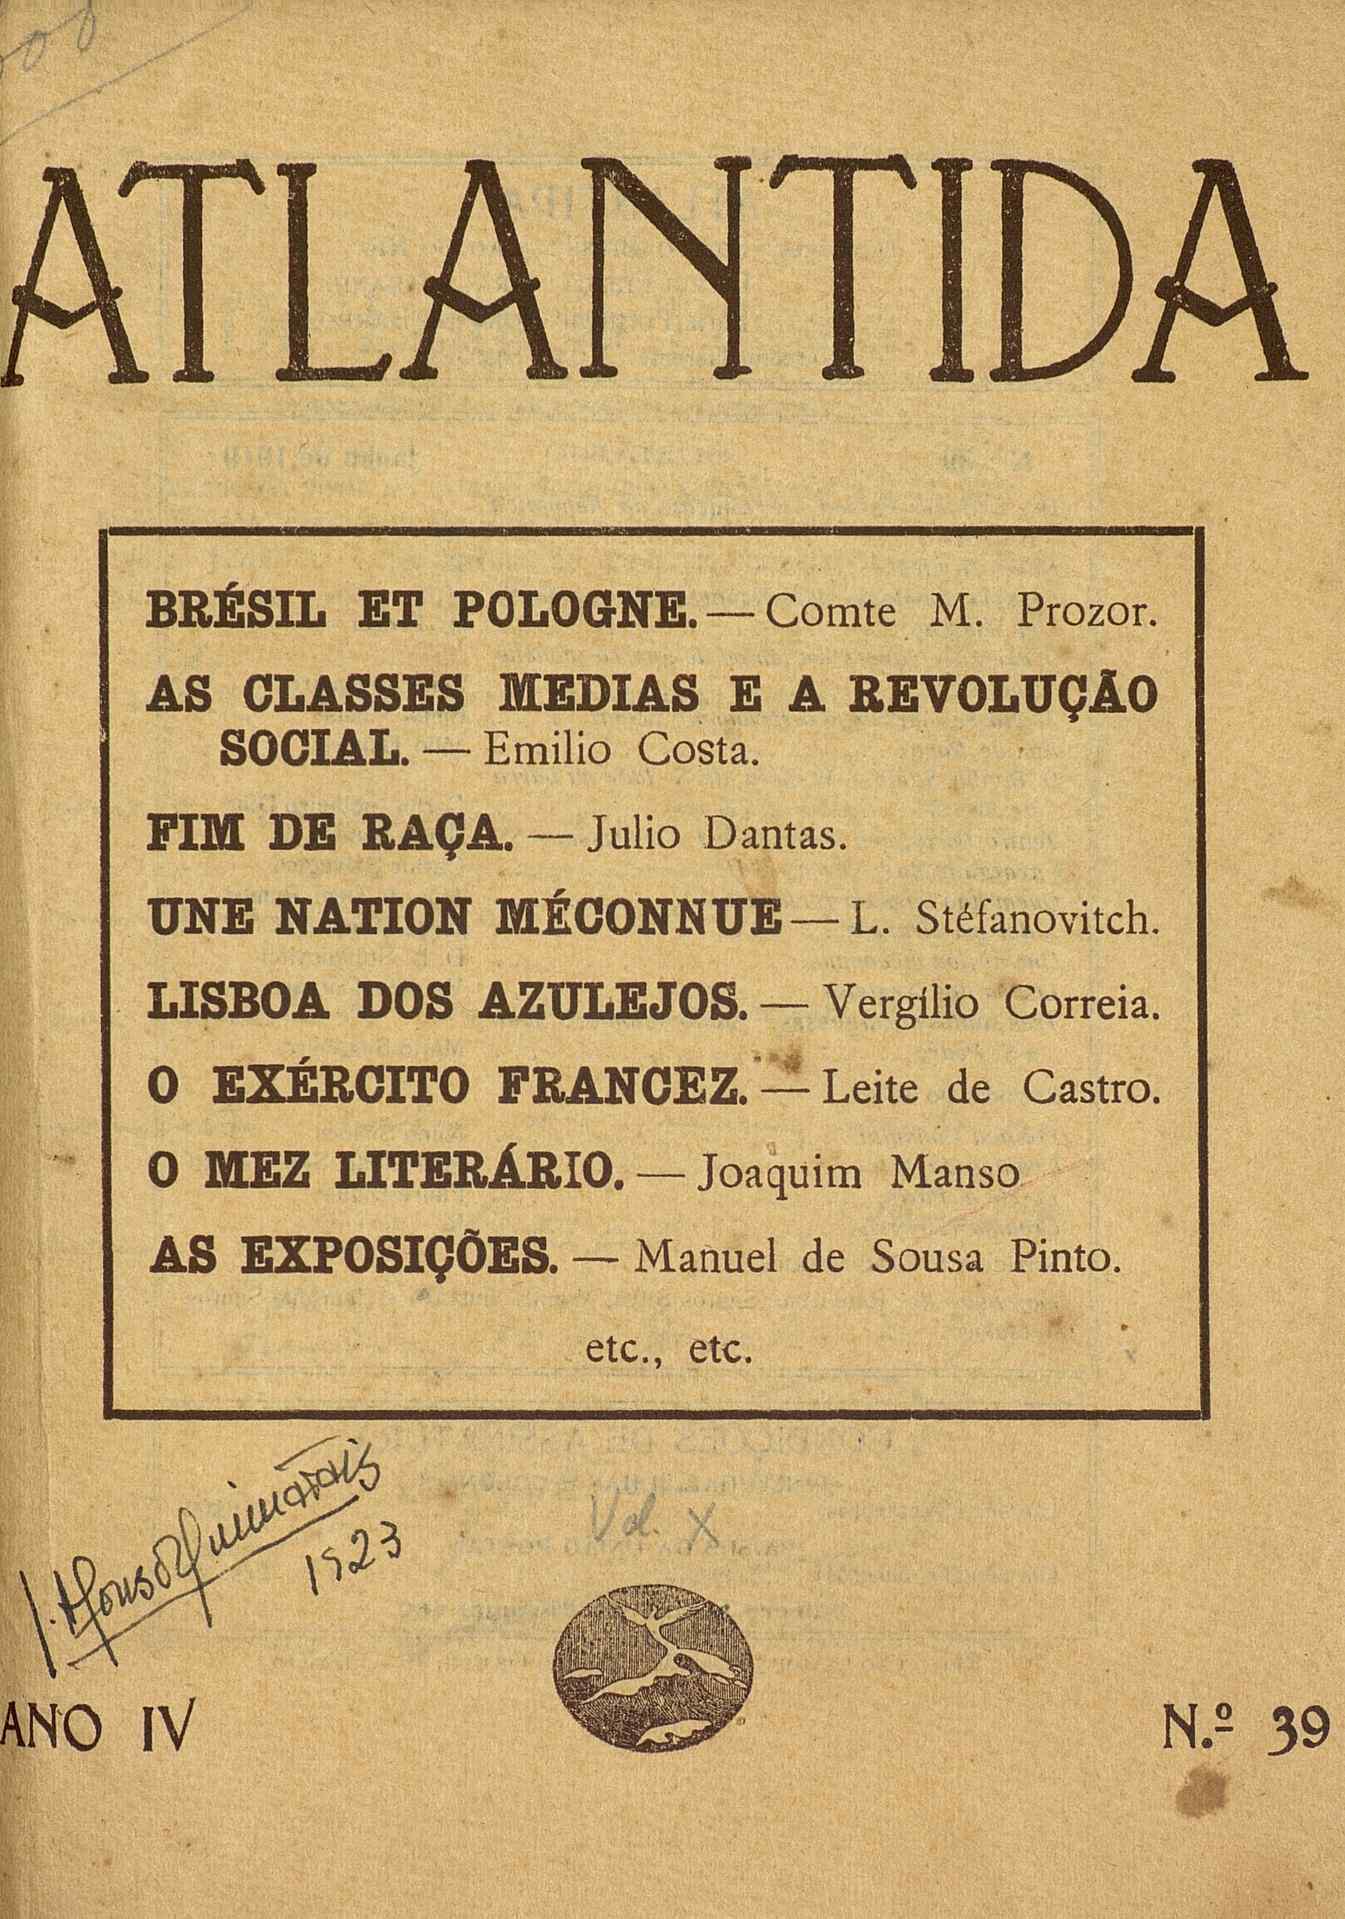 ATLANTIDA
BRÉSIL ET POLOGNE. — Comte M. Prozor.
AS CLASSES MEDIAS E A REVOLUÇÃO
SOCIAL. — Emilio Costa.
FIM DE RAÇA. — Julio Dantas.
UNE NATION MÉCONNUE — L. Stéfanovitch.
LISBOA DOS AZULEJOS. — Vergílio Correia.
O EXÉRCITO FRANCEZ. — Leite de Castro.
O MEZ LITERÁRIO. — Joaquim Manso
AS EXPOSIÇÕES. — Manuel de Sousa Pinto.
etc., etc.
1923
Vol. X
ANO IV
N.º 39